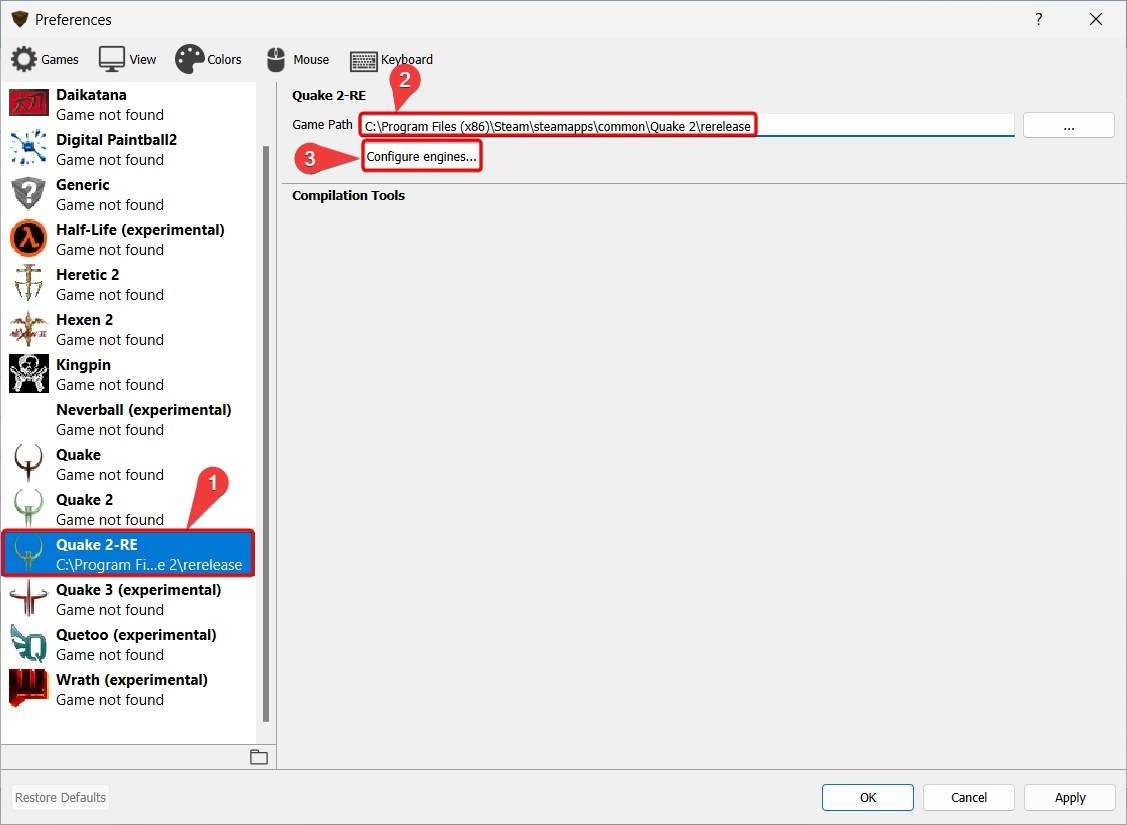 Preferences
?
Games
View
Colors
Mouse
Keyboard
Daikatana
Game not found
Digital Paintball2
Game not found
Generic
Game not found
Half-Life (experimental)
Game not found
Heretic 2
Game not found
Hexen 2
Game not found
Kingpin
Game not found
Neverball (experimental)
Game not found
Quake
Game not found
Quake 2
Game not found
1
Quake 2-RE
C:\Program Fi...e 2\rerelease
Quake 3 (experimental)
Game not found
Quetoo (experimental)
Game not found
Wrath (experimental)
Game not found
2
Quake 2-RE
Game Path C:\Program Files (x86)\Steam\steamapps\common\Quake 2\rerelease ...
3 Configure engines...
Compilation Tools
Restore Defaults
OK
Cancel
Apply